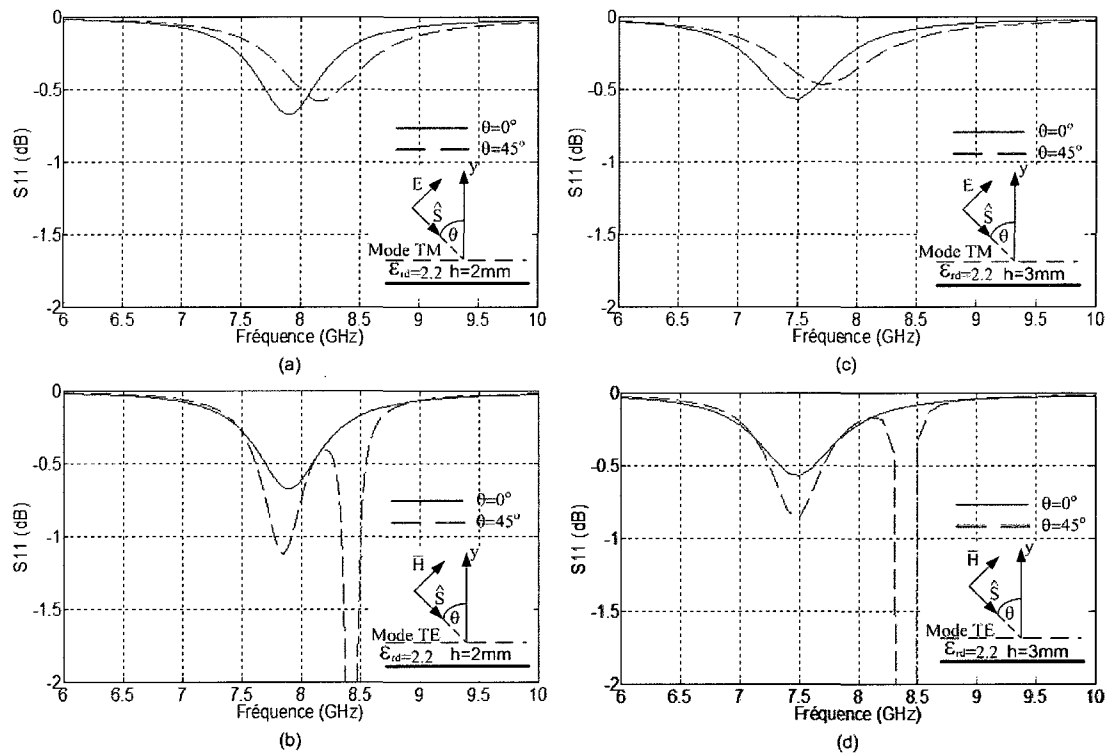 0
-0.5
-1
-1.5
-2
S11 (dB)
6 6.5 7 7.5 8 8.5 9 9.5 10
Fréquence (GHz)
θ=0°
θ=45°
y
E
Ŝ
θ
Mode TM
εrd=2.2 h=2mm
(a)
0
-0.5
-1
-1.5
-2
S11 (dB)
6 6.5 7 7.5 8 8.5 9 9.5 10
Fréquence (GHz)
θ=0°
θ=45°
y
E
Ŝ
θ
Mode TM
εrd=2.2 h=3mm
(c)
0
-0.5
-1
-1.5
-2
S11 (dB)
6 6.5 7 7.5 8 8.5 9 9.5 10
Fréquence (GHz)
θ=0°
θ=45°
y
H̄
Ŝ
θ
Mode TE
εrd=2.2 h=2mm
(b)
0
-0.5
-1
-1.5
-2
S11 (dB)
6 6.5 7 7.5 8 8.5 9 9.5 10
Fréquence (GHz)
θ=0°
θ=45°
y
H̄
Ŝ
θ
Mode TE
εrd=2.2 h=3mm
(d)